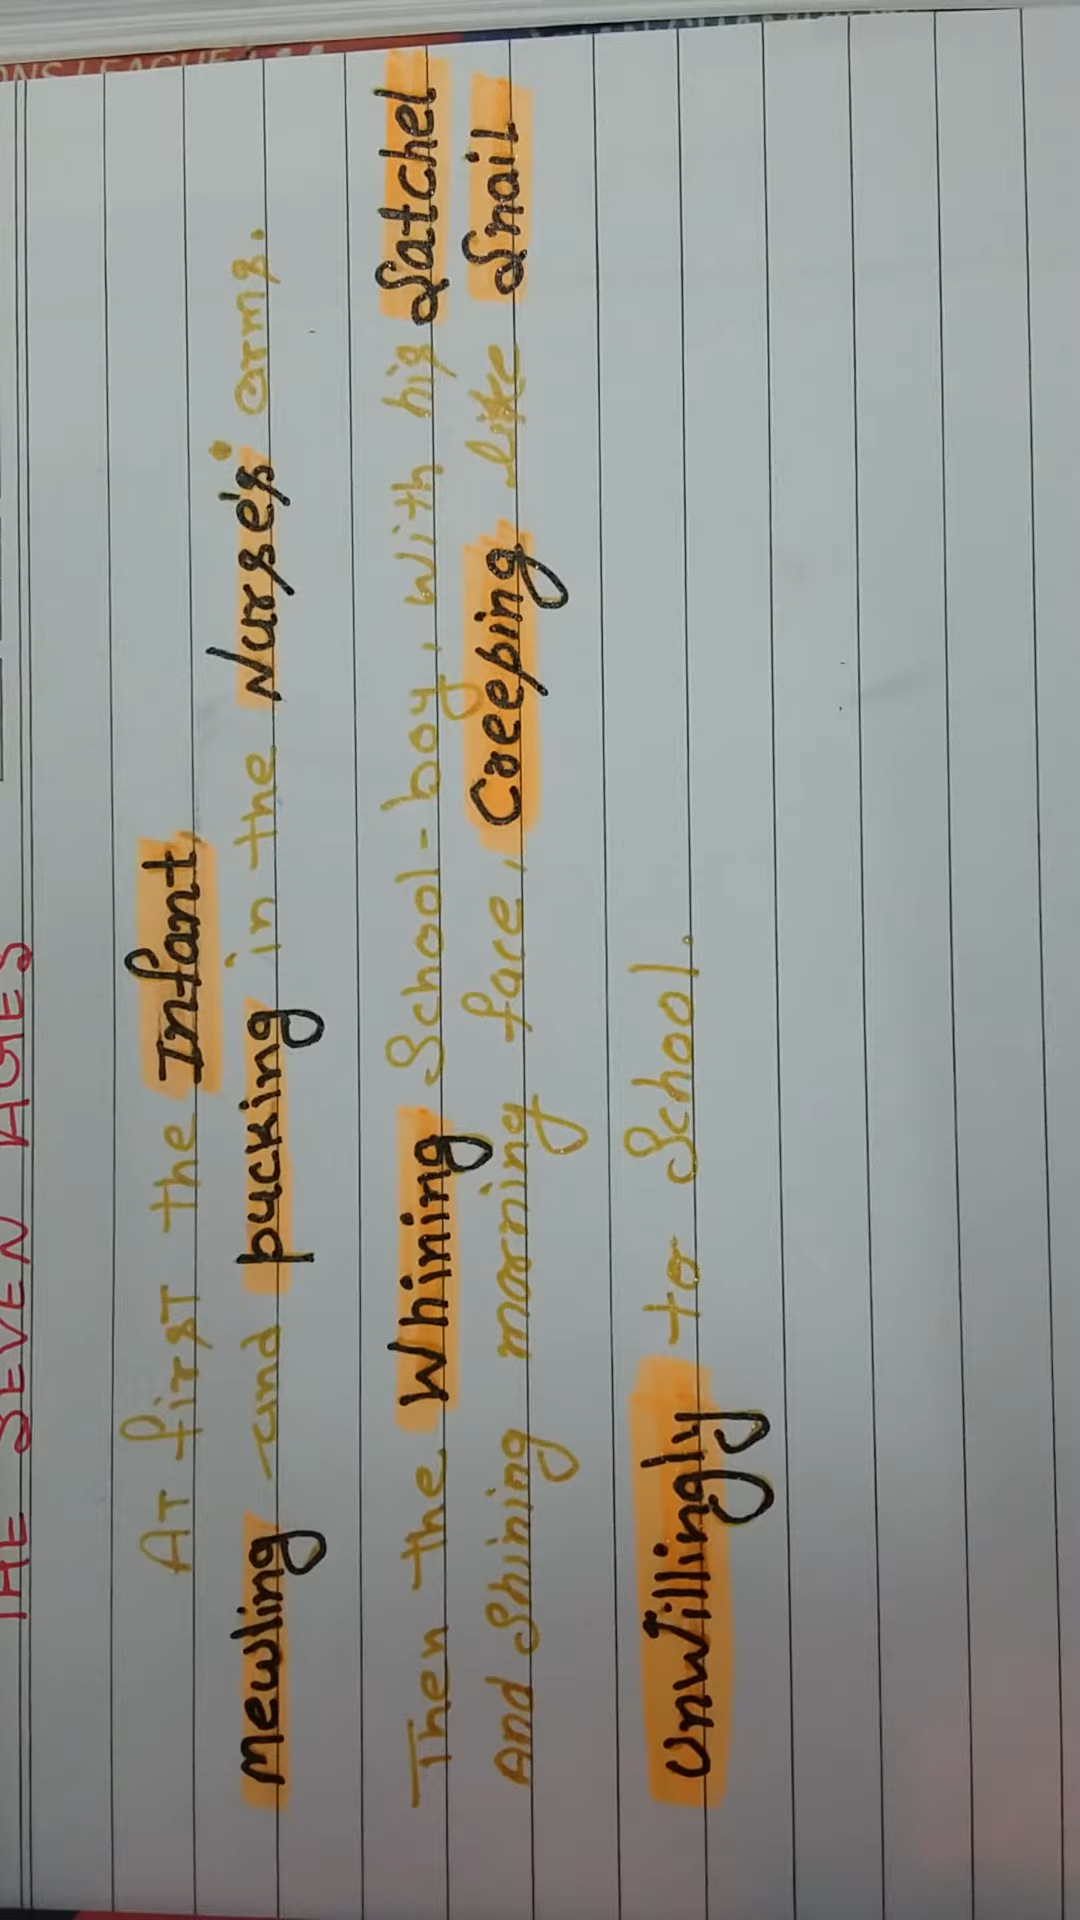 THE SEVEN AGES
AT first the Infant,
Mewling and pucking in the Nurse's arms.
Then the Whining School-boy, with his Satchel
And Shining morning face, Creeping like Snail
Unwillingly to School.